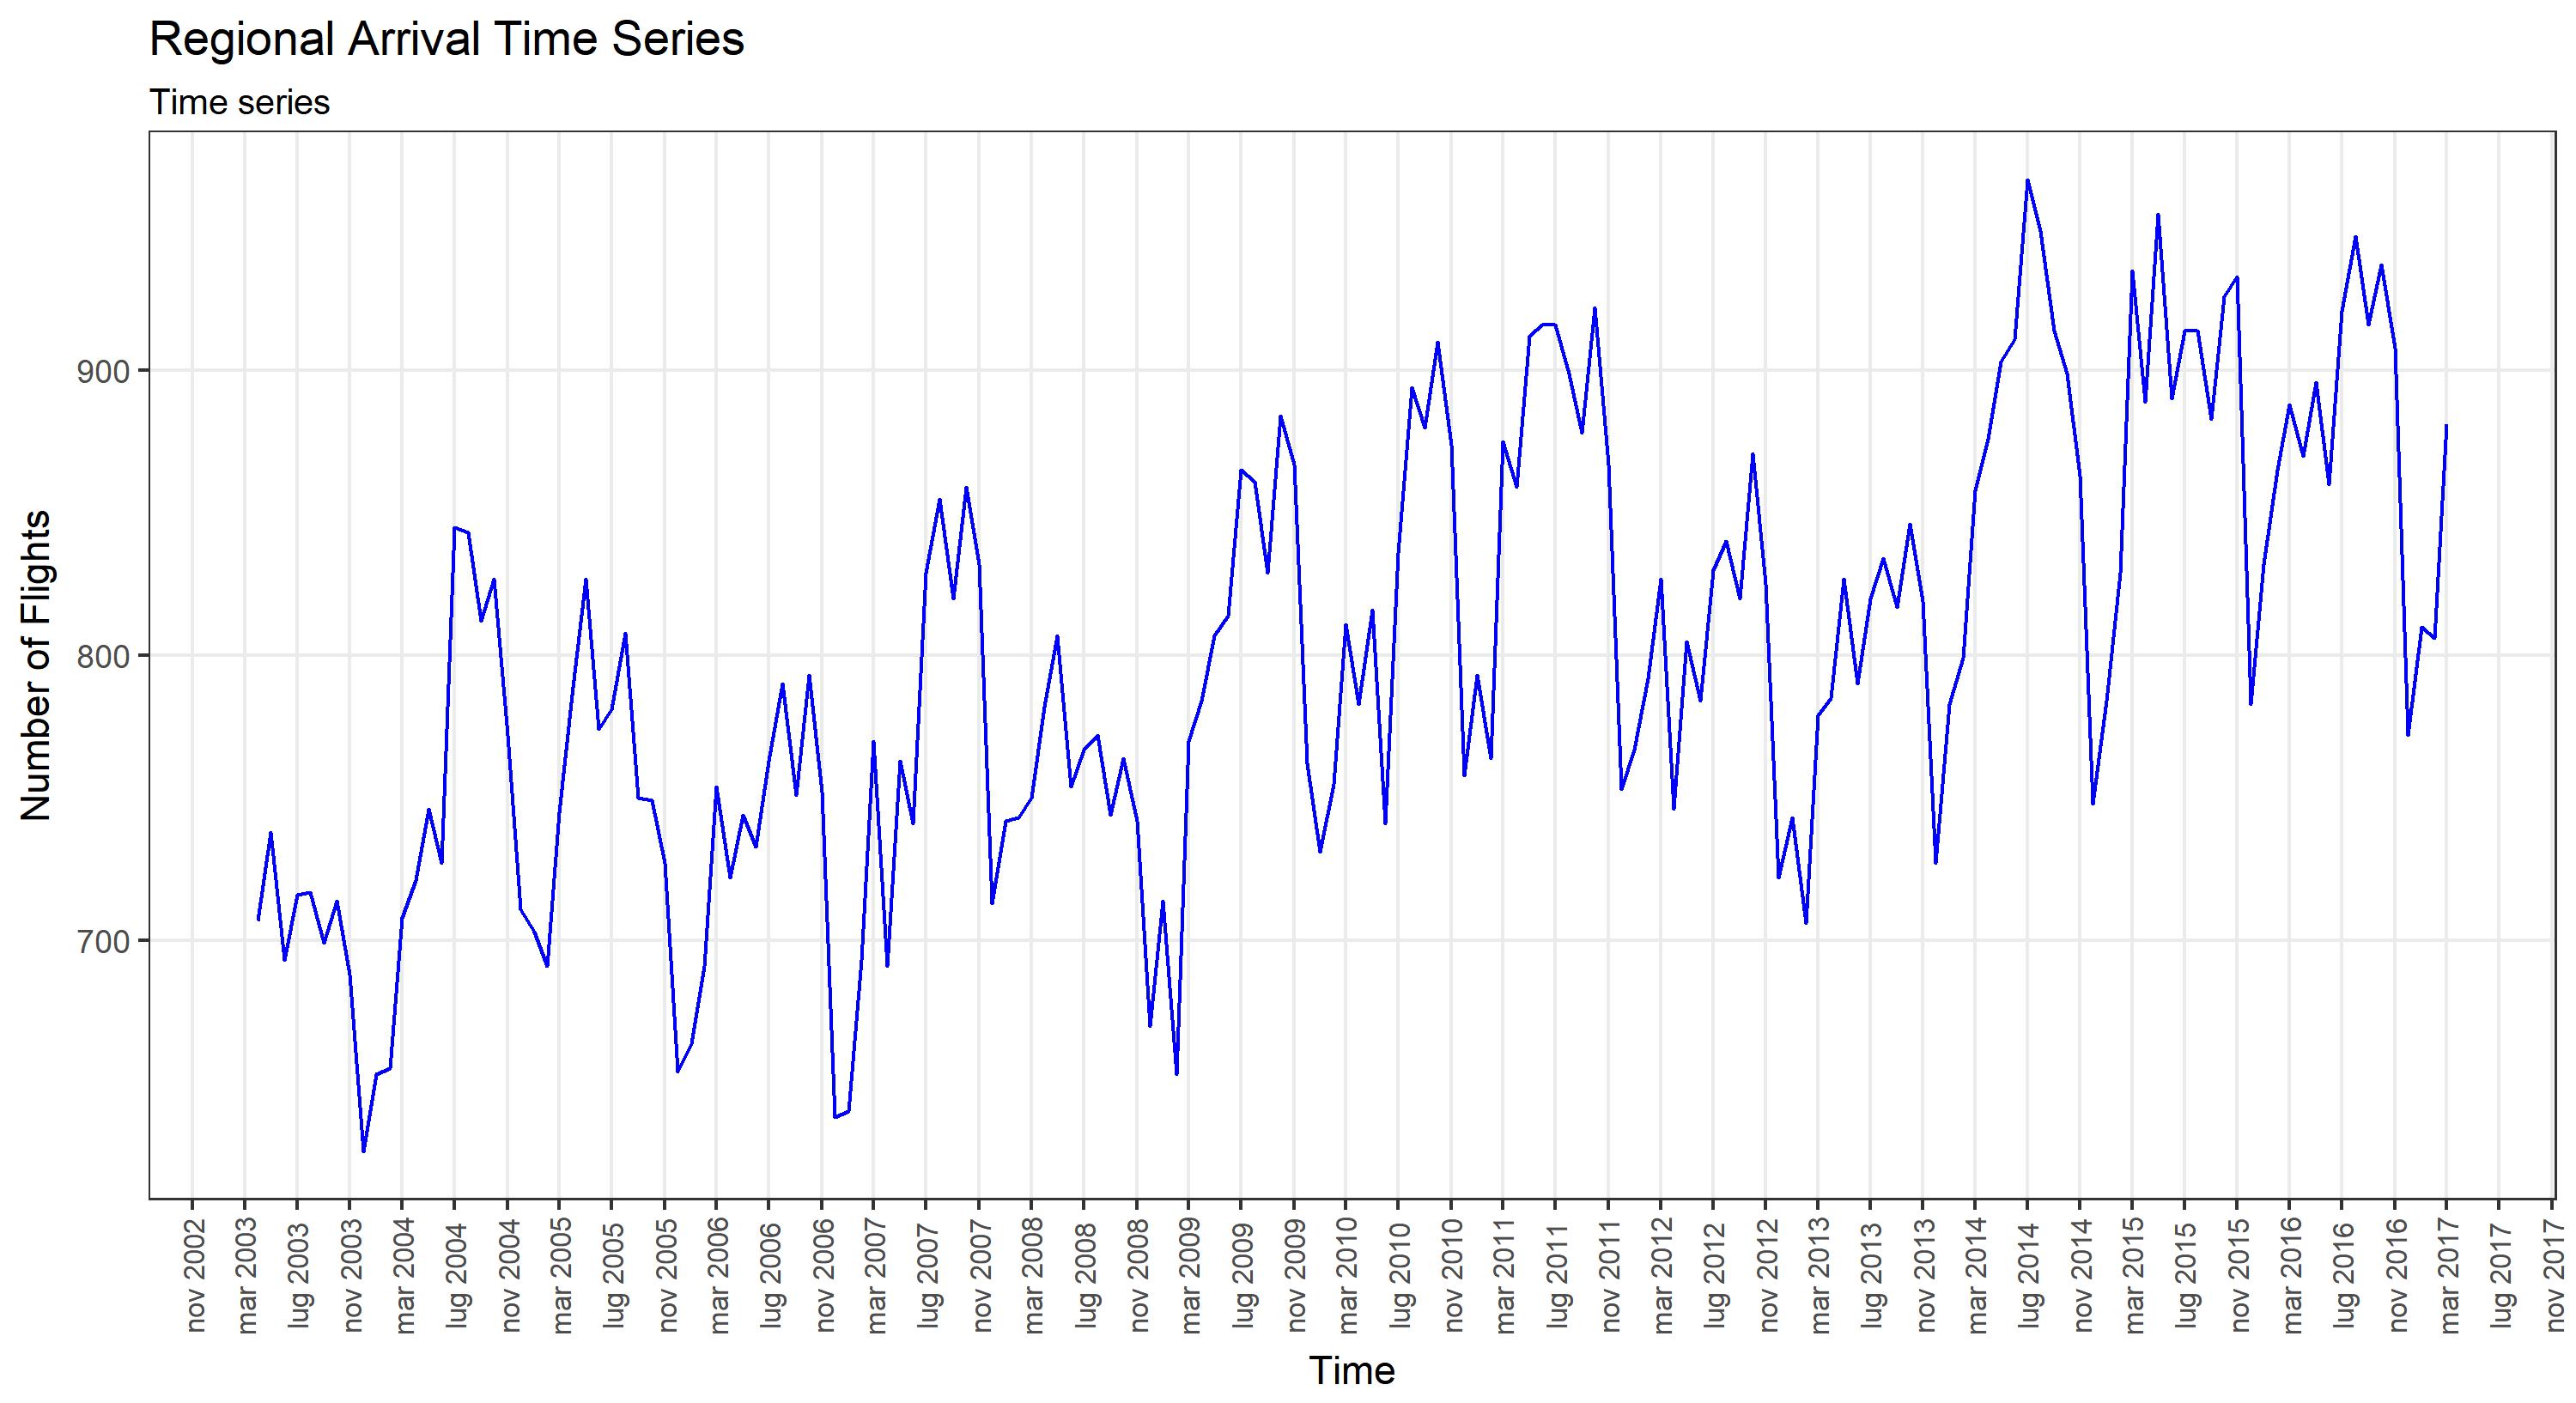 Regional Arrival Time Series
Time series
Number of Flights
900
800
700
nov 2002
mar 2003
lug 2003
nov 2003
mar 2004
lug 2004
nov 2004
mar 2005
lug 2005
nov 2005
mar 2006
lug 2006
nov 2006
mar 2007
lug 2007
nov 2007
mar 2008
lug 2008
nov 2008
mar 2009
lug 2009
nov 2009
mar 2010
lug 2010
nov 2010
mar 2011
lug 2011
nov 2011
mar 2012
lug 2012
nov 2012
mar 2013
lug 2013
nov 2013
mar 2014
lug 2014
nov 2014
mar 2015
lug 2015
nov 2015
mar 2016
lug 2016
nov 2016
mar 2017
lug 2017
nov 2017
Time